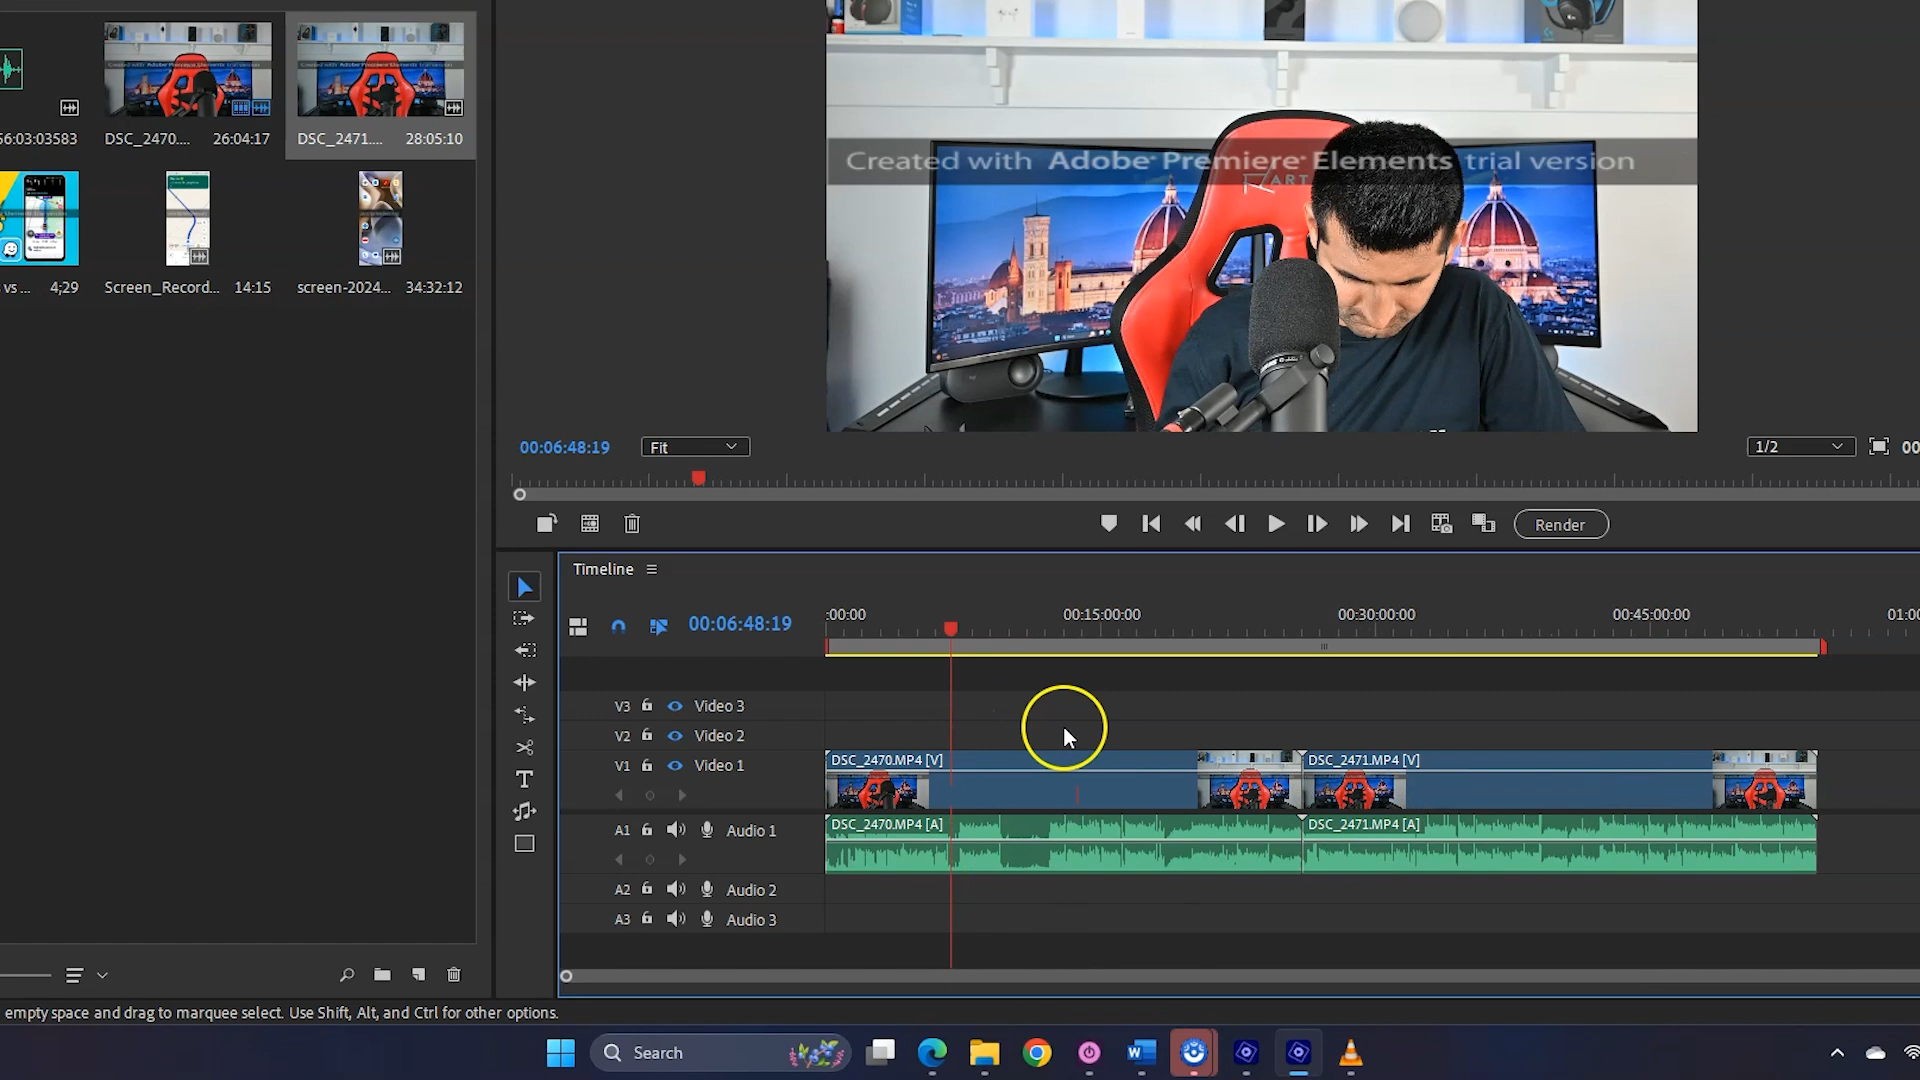 56:03:03583
DSC_2470.... 26:04:17
DSC_2471.... 28:05:10
vs ... 4;29
Screen_Record... 14:15
screen-2024... 34:32:12
Created with Adobe Premiere Elements trial version
ART
00:06:48:19
Fit
1/2
00
Render
Timeline
00:06:48:19
:00:00
00:15:00:00
00:30:00:00
00:45:00:00
01:00
V3 Video 3
V2 Video 2
V1 Video 1
DSC_2470.MP4 [V]
DSC_2471.MP4 [V]
A1 Audio 1
DSC_2470.MP4 [A]
DSC_2471.MP4 [A]
A2 Audio 2
A3 Audio 3
empty space and drag to marquee select. Use Shift, Alt, and Ctrl for other options.
Search